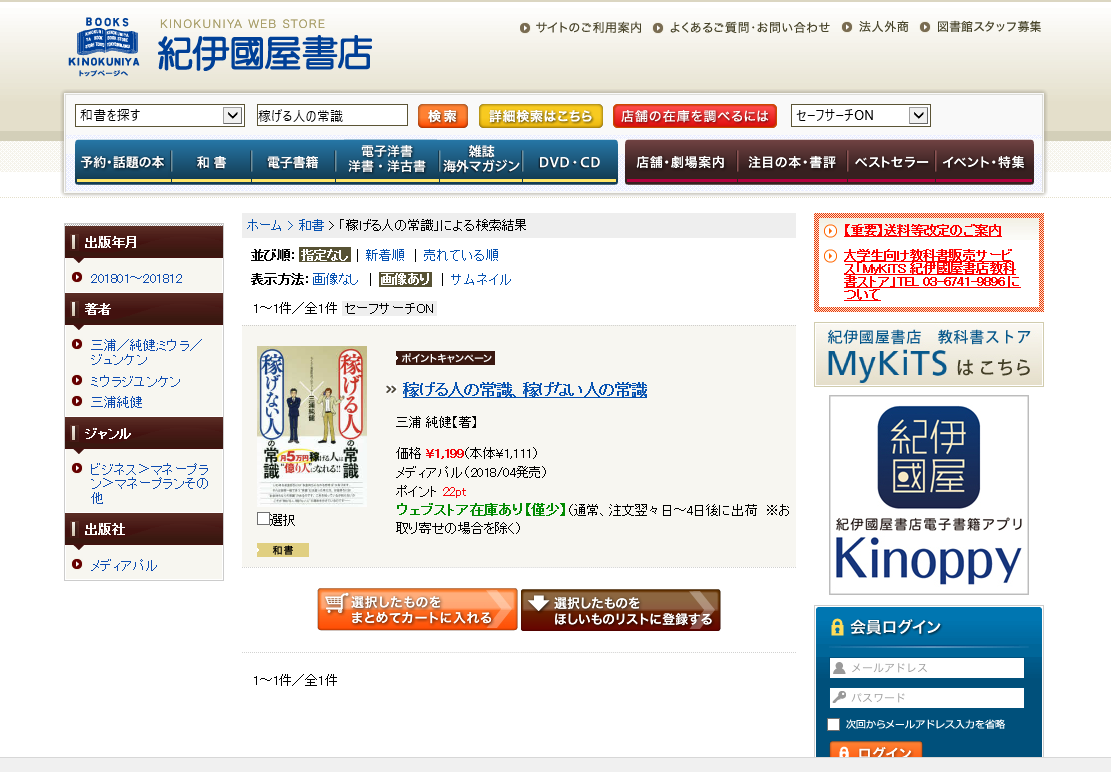 BOOKS
KINOKUNIYA
トップページへ
KINOKUNIYA WEB STORE
紀伊國屋書店
サイトのご利用案内
よくあるご質問・お問い合わせ
法人外商
図書館スタッフ募集
和書を探す
稼げる人の常識
検索
詳細検索はこちら
店舗の在庫を調べるには
セーフサーチON
予約・話題の本
和書
電子書籍
電子洋書
洋書・洋古書
雑誌
海外マガジン
DVD・CD
店舗・劇場案内
注目の本・書評
ベストセラー
イベント・特集
出版年月
201801～201812
著者
三浦／純健;ミウラ／
ジュンケン
ミウラジュンケン
三浦純健
ジャンル
ビジネス＞マネープラ
ン＞マネープランその
他
出版社
メディアパル
ホーム > 和書 > 「稼げる人の常識」による検索結果
並び順: 指定なし | 新着順 | 売れている順
表示方法: 画像なし | 画像あり | サムネイル
1～1件／全1件 セーフサーチON
稼げる人の常識
稼げない人の常識
三浦純健
月5万円稼げる人に
"億り人"になれる!!
選択
和書
ポイントキャンペーン
稼げる人の常識、稼げない人の常識
三浦 純健【著】
価格 ¥1,199(本体¥1,111)
メディアパル(2018/04発売)
ポイント 22pt
ウェブストア在庫あり【僅少】(通常、注文翌々日～4日後に出荷 ※お
取り寄せの場合を除く)
選択したものを
まとめてカートに入れる
選択したものを
ほしいものリストに登録する
1～1件／全1件
【重要】送料等改定のご案内
大学生向け教科書販売サービ
ス「MyKiTS 紀伊國屋書店教科
書ストア」TEL 03-6741-9896」に
ついて
紀伊國屋書店 教科書ストア
MyKiTS はこちら
紀伊
國屋
紀伊國屋書店電子書籍アプリ
Kinoppy
会員ログイン
メールアドレス
パスワード
次回からメールアドレス入力を省略
ログイン